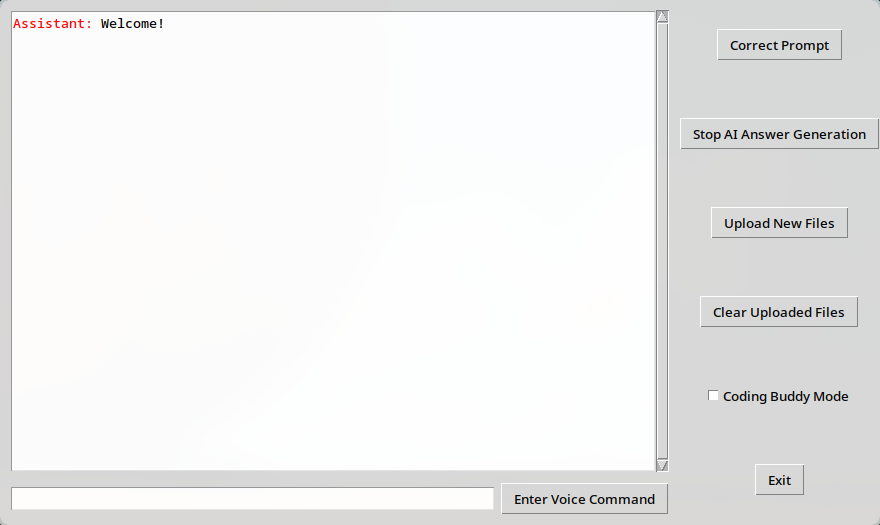 Assistant: Welcome!
Correct Prompt
Stop AI Answer Generation
Upload New Files
Clear Uploaded Files
Coding Buddy Mode
Exit
Enter Voice Command